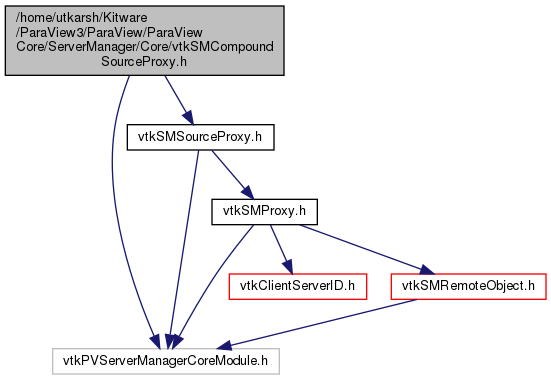 /home/utkarsh/Kitware
/ParaView3/ParaView/ParaView
Core/ServerManager/Core/vtkSMCompound
SourceProxy.h
vtkSMSourceProxy.h
vtkSMProxy.h
vtkClientServerID.h
vtkSMRemoteObject.h
vtkPVServerManagerCoreModule.h